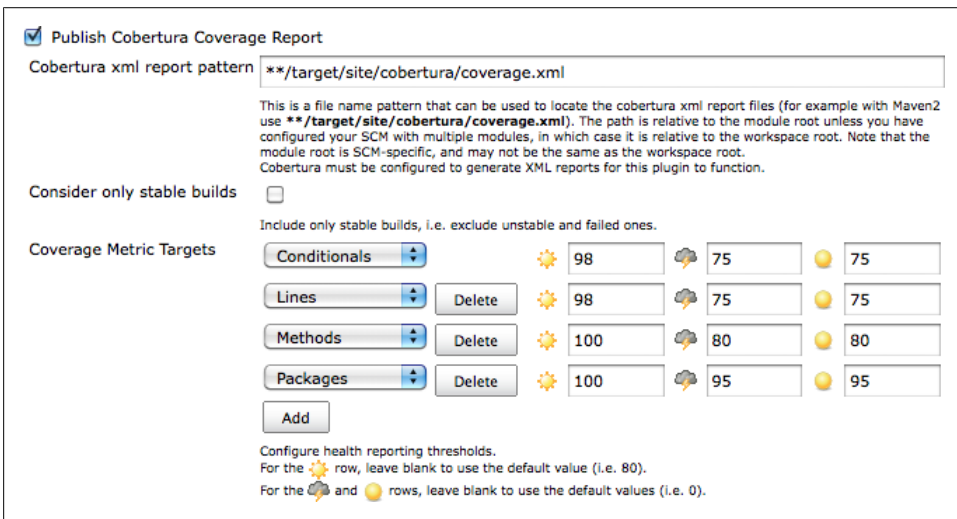 Publish Cobertura Coverage Report
Cobertura xml report pattern **/target/site/cobertura/coverage.xml
This is a file name pattern that can be used to locate the cobertura xml report files (for example with Maven2
use **/target/site/cobertura/coverage.xml). The path is relative to the module root unless you have
configured your SCM with multiple modules, in which case it is relative to the workspace root. Note that the
module root is SCM-specific, and may not be the same as the workspace root.
Cobertura must be configured to generate XML reports for this plugin to function.
Consider only stable builds
Include only stable builds, i.e. exclude unstable and failed ones.
Coverage Metric Targets Conditionals 98 75 75
Lines Delete 98 75 75
Methods Delete 100 80 80
Packages Delete 100 95 95
Add
Configure health reporting thresholds.
For the row, leave blank to use the default value (i.e. 80).
For the and rows, leave blank to use the default values (i.e. 0).